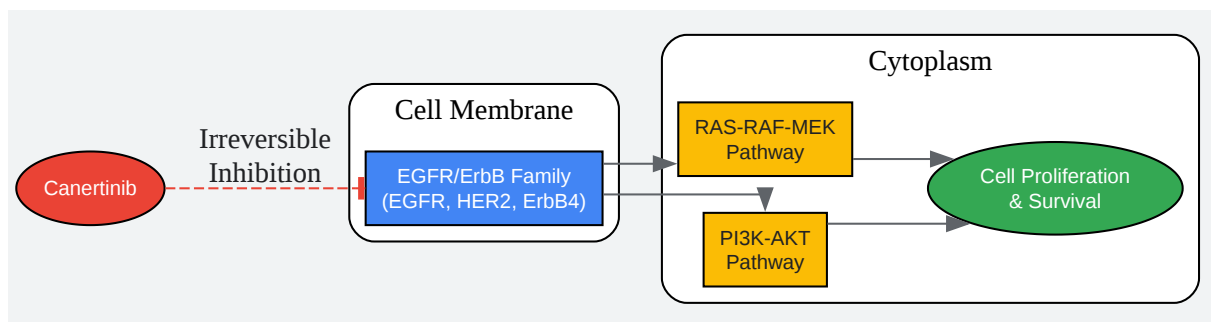 Canertinib
Irreversible
Inhibition
Cell Membrane
EGFR/ErbB Family
(EGFR, HER2, ErbB4)
Cytoplasm
RAS-RAF-MEK
Pathway
PI3K-AKT
Pathway
Cell Proliferation
& Survival